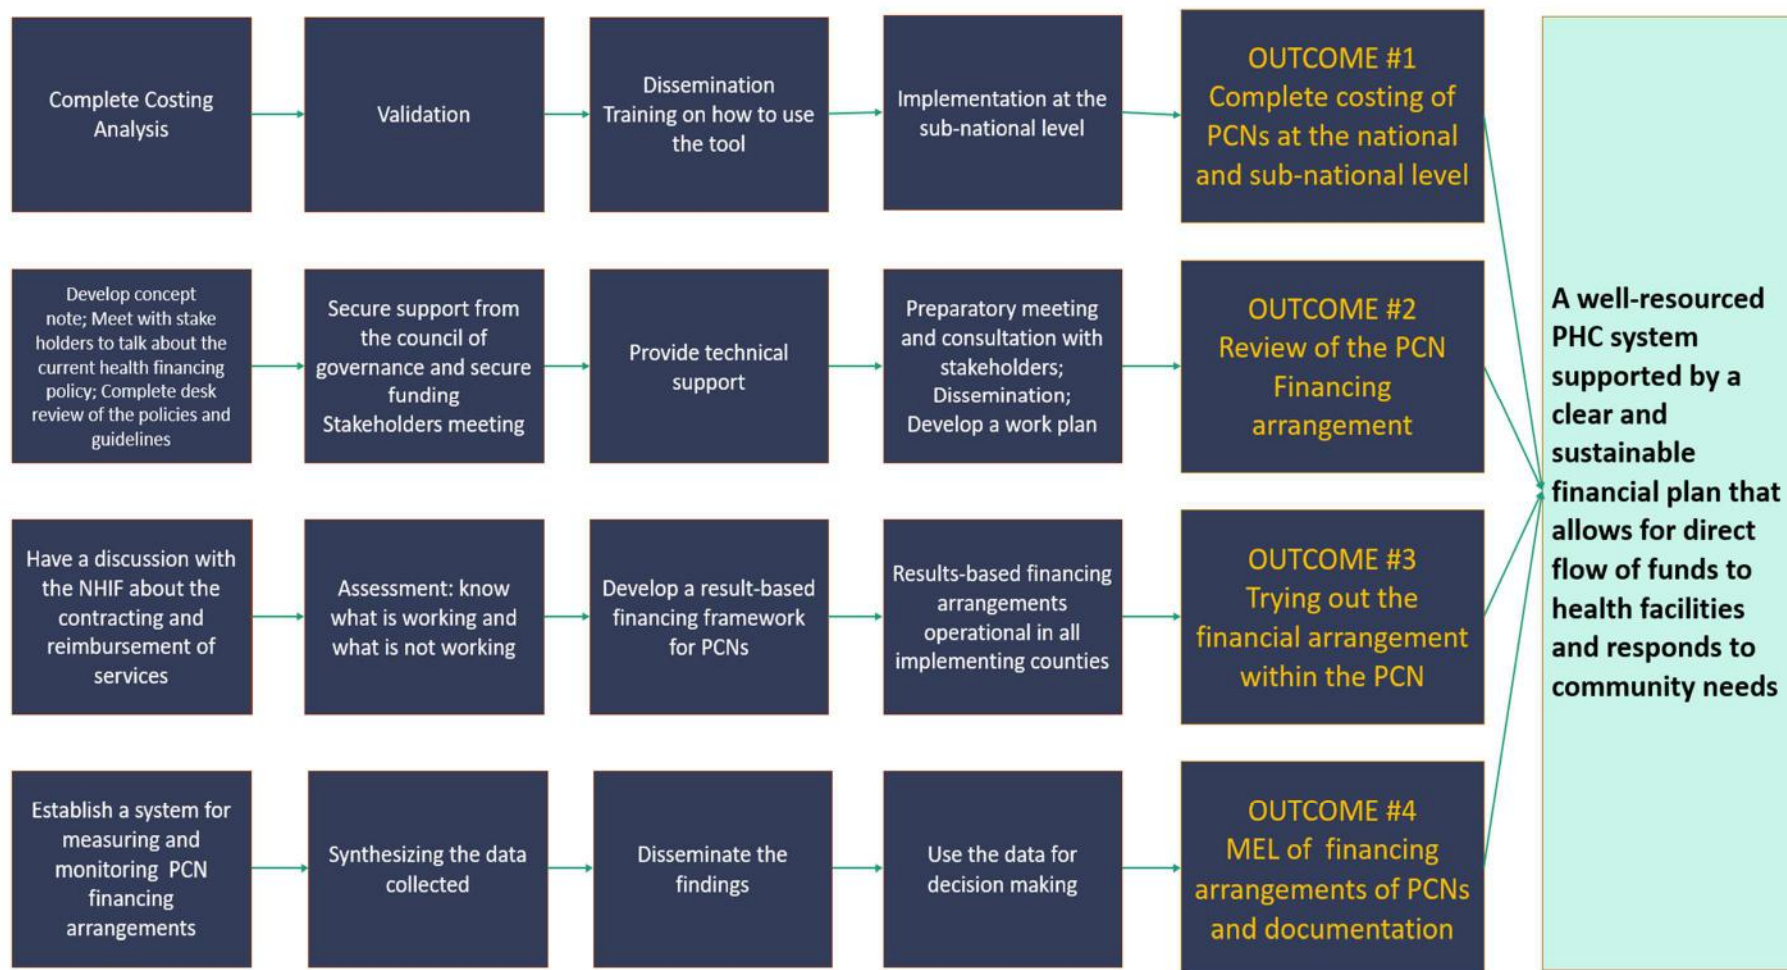 Complete Costing
Analysis
Validation
Dissemination
Training on how to use
the tool
Implementation at the
sub-national level
OUTCOME #1
Complete costing of
PCNs at the national
and sub-national level
Develop concept
note; Meet with stake
holders to talk about the
current health financing
policy; Complete desk
review of the policies and
guidelines
Secure support from
the council of
governance and secure
funding
Stakeholders meeting
Provide technical
support
Preparatory meeting
and consultation with
stakeholders;
Dissemination;
Develop a work plan
OUTCOME #2
Review of the PCN
Financing
arrangement
Have a discussion with
the NHIF about the
contracting and
reimbursement of
services
Assessment: know
what is working and
what is not working
Develop a result-based
financing framework
for PCNs
Results-based financing
arrangements
operational in all
implementing counties
OUTCOME #3
Trying out the
financial arrangement
within the PCN
Establish a system for
measuring and
monitoring PCN
financing
arrangements
Synthesizing the data
collected
Disseminate the
findings
Use the data for
decision making
OUTCOME #4
MEL of financing
arrangements of PCNs
and documentation
A well-resourced
PHC system
supported by a
clear and
sustainable
financial plan that
allows for direct
flow of funds to
health facilities
and responds to
community needs